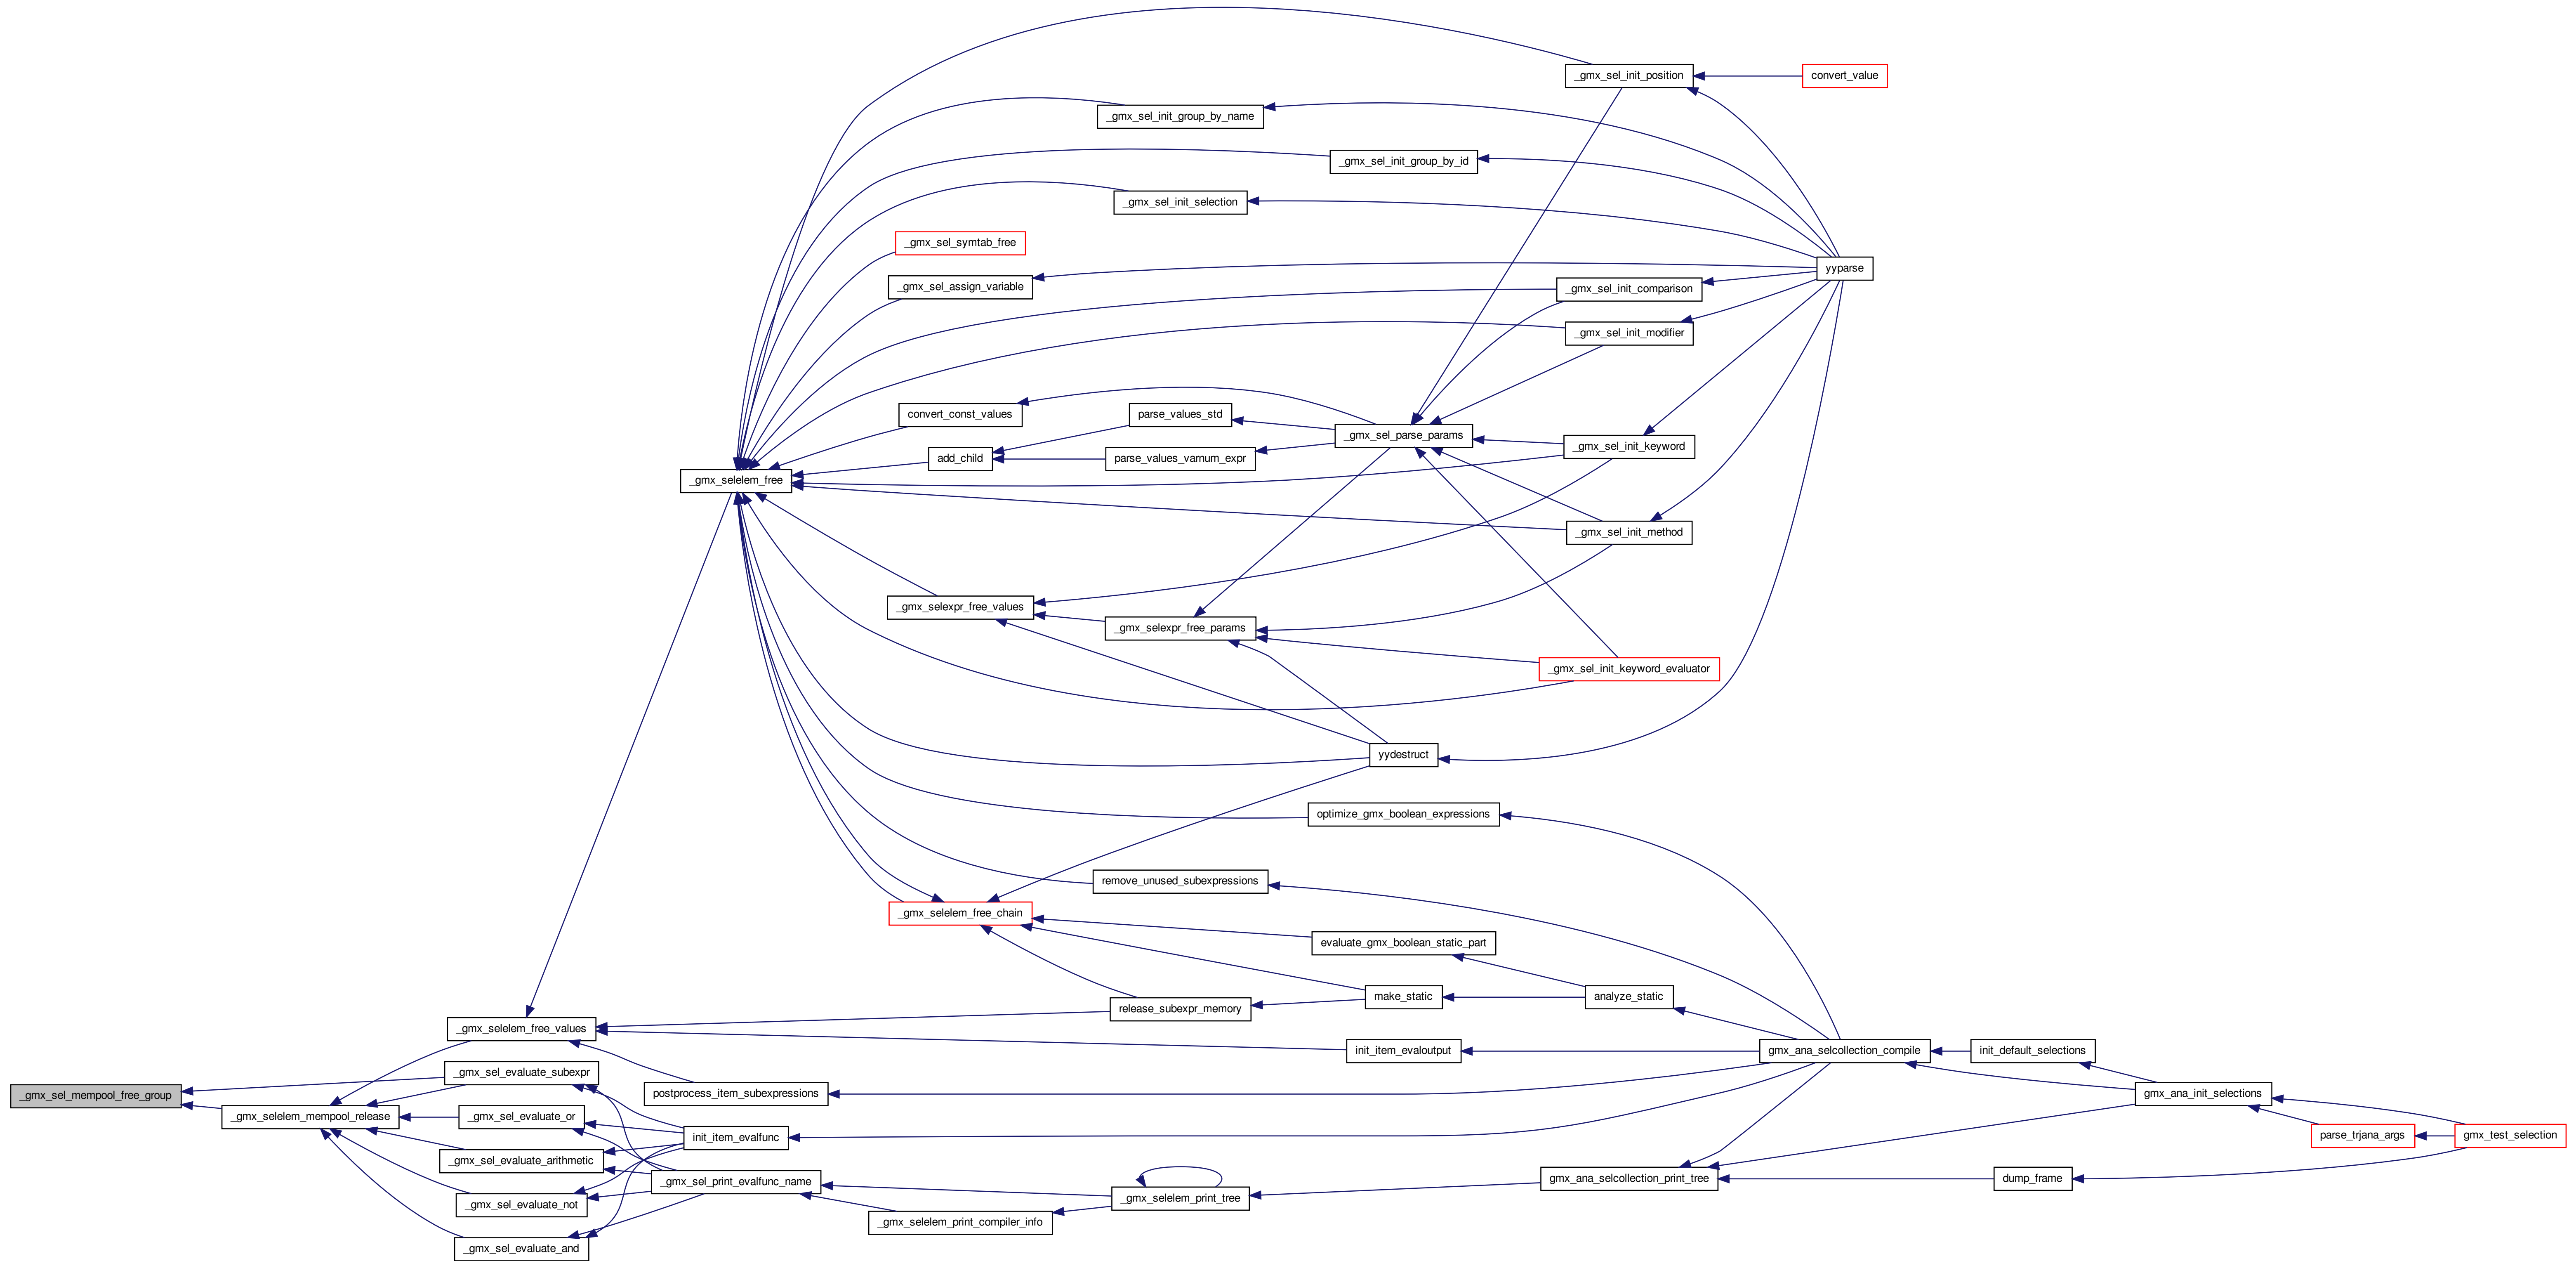 _gmx_sel_init_position
convert_value
_gmx_sel_init_group_by_name
_gmx_sel_init_group_by_id
_gmx_sel_init_selection
_gmx_sel_symtab_free
yyparse
_gmx_sel_assign_variable
_gmx_sel_init_comparison
_gmx_sel_init_modifier
convert_const_values
parse_values_std
_gmx_sel_parse_params
_gmx_sel_init_keyword
add_child
parse_values_varnum_expr
_gmx_selelem_free
_gmx_sel_init_method
_gmx_selexpr_free_values
_gmx_selexpr_free_params
_gmx_sel_init_keyword_evaluator
yydestruct
optimize_gmx_boolean_expressions
remove_unused_subexpressions
_gmx_selelem_free_chain
evaluate_gmx_boolean_static_part
make_static
analyze_static
release_subexpr_memory
_gmx_selelem_free_values
init_item_evaloutput
gmx_ana_selcollection_compile
init_default_selections
_gmx_sel_evaluate_subexpr
_gmx_sel_mempool_free_group
postprocess_item_subexpressions
gmx_ana_init_selections
_gmx_selelem_mempool_release
_gmx_sel_evaluate_or
init_item_evalfunc
parse_trjana_args
gmx_test_selection
_gmx_sel_evaluate_arithmetic
_gmx_sel_print_evalfunc_name
gmx_ana_selcollection_print_tree
dump_frame
_gmx_sel_evaluate_not
_gmx_selelem_print_tree
_gmx_selelem_print_compiler_info
_gmx_sel_evaluate_and